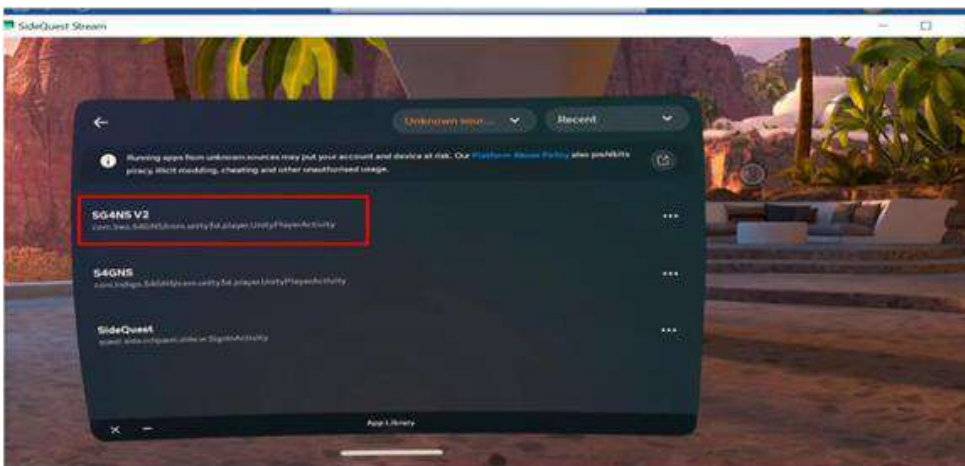 SideQuest Stream
Unknown sour...
Recent
Running apps from unknown sources may put your account and device at risk. Our Platform Abuse Policy also prohibits
piracy, illicit modding, cheating and other unauthorised usage.
SG4NS V2
S4GNS
SideQuest
App Library